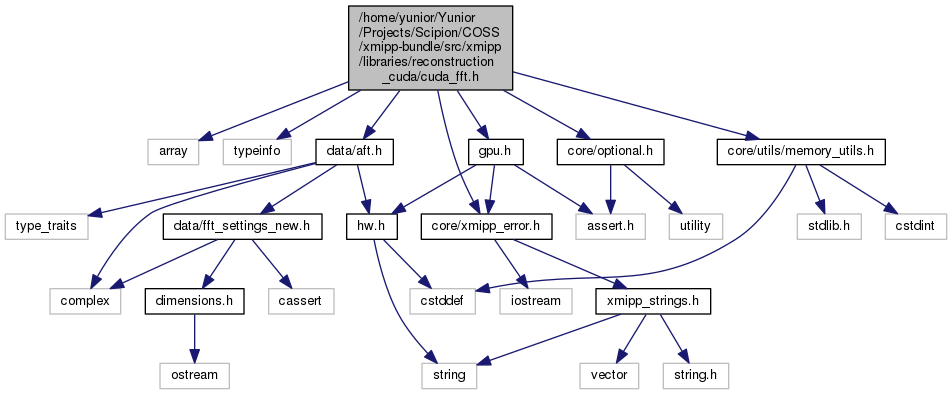 /home/yunior/Yunior
/Projects/Scipion/COSS
/xmipp-bundle/src/xmipp
/libraries/reconstruction
_cuda/cuda_fft.h
array
typeinfo
data/aft.h
gpu.h
core/optional.h
core/utils/memory_utils.h
type_traits
data/fft_settings_new.h
hw.h
core/xmipp_error.h
assert.h
utility
stdlib.h
cstdint
complex
dimensions.h
cassert
cstddef
iostream
xmipp_strings.h
ostream
string
vector
string.h